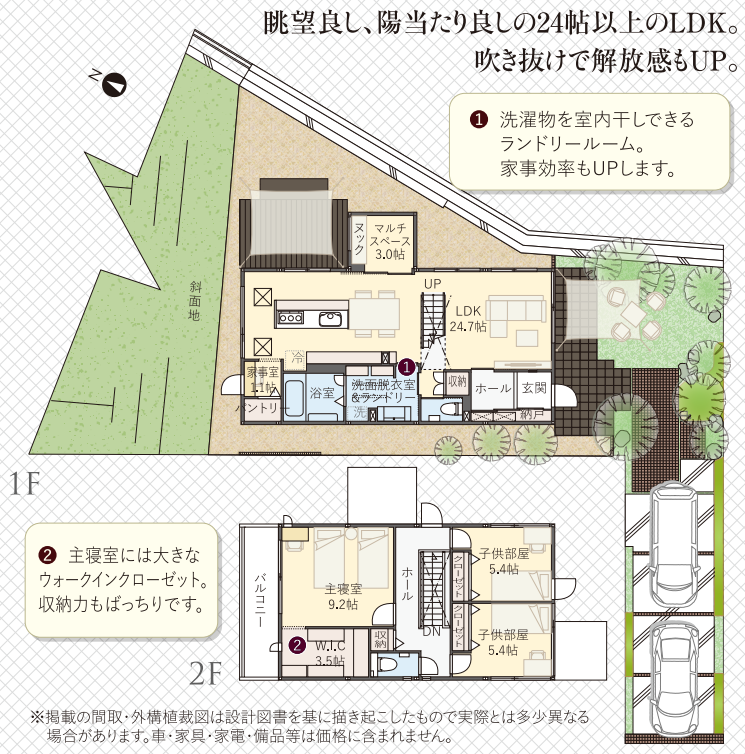 眺望良し、陽当たり良しの24帖以上のLDK。
吹き抜けで解放感もUP。
N
❶ 洗濯物を室内干しできる
ランドリールーム。
家事効率もUPします。
ヌック
マルチ
スペース
3.0帖
斜面地
UP
LDK
24.7帖
冷
❶
家事室
1.1帖
パントリー
浴室
洗面脱衣室
&ランドリー
洗
収納
ホール
玄関
納戸
1F
❷ 主寝室には大きな
ウォークインクローゼット。
収納力もばっちりです。
バルコニー
主寝室
9.2帖
ホール
DN
クローゼット
子供部屋
5.4帖
クローゼット
子供部屋
5.4帖
❷
W.I.C
3.5帖
収納
2F
※掲載の間取・外構植裁図は設計図書を基に描き起こしたもので実際とは多少異なる
場合があります。車・家具・家電・備品等は価格に含まれません。